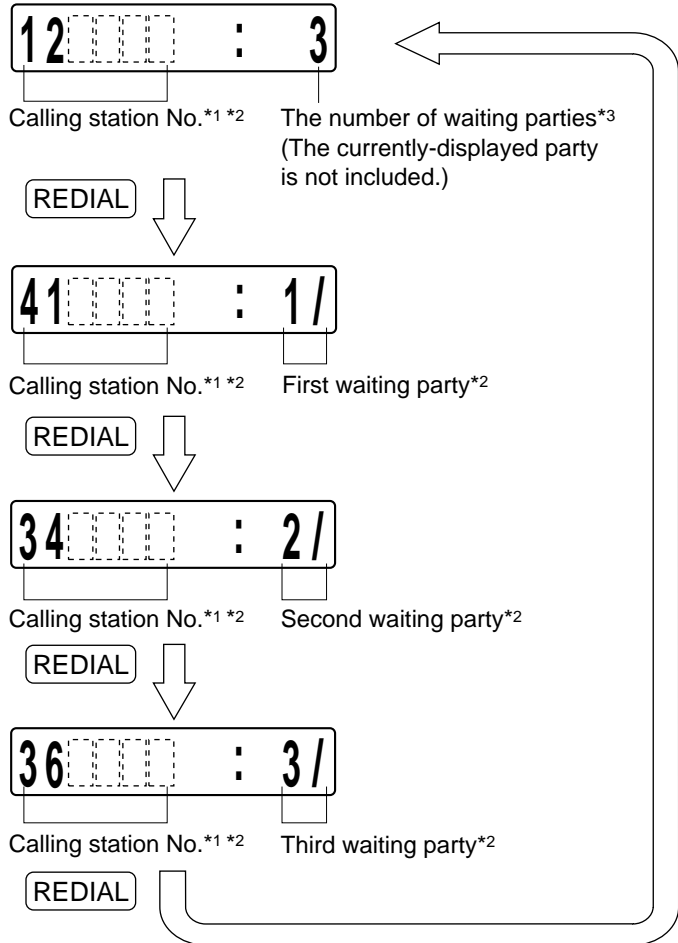 12 : 3
Calling station No.*1 *2 The number of waiting parties*3
(The currently-displayed party
is not included.)
REDIAL
41 : 1/
Calling station No.*1 *2 First waiting party*2
REDIAL
34 : 2/
Calling station No.*1 *2 Second waiting party*2
REDIAL
36 : 3/
Calling station No.*1 *2 Third waiting party*2
REDIAL